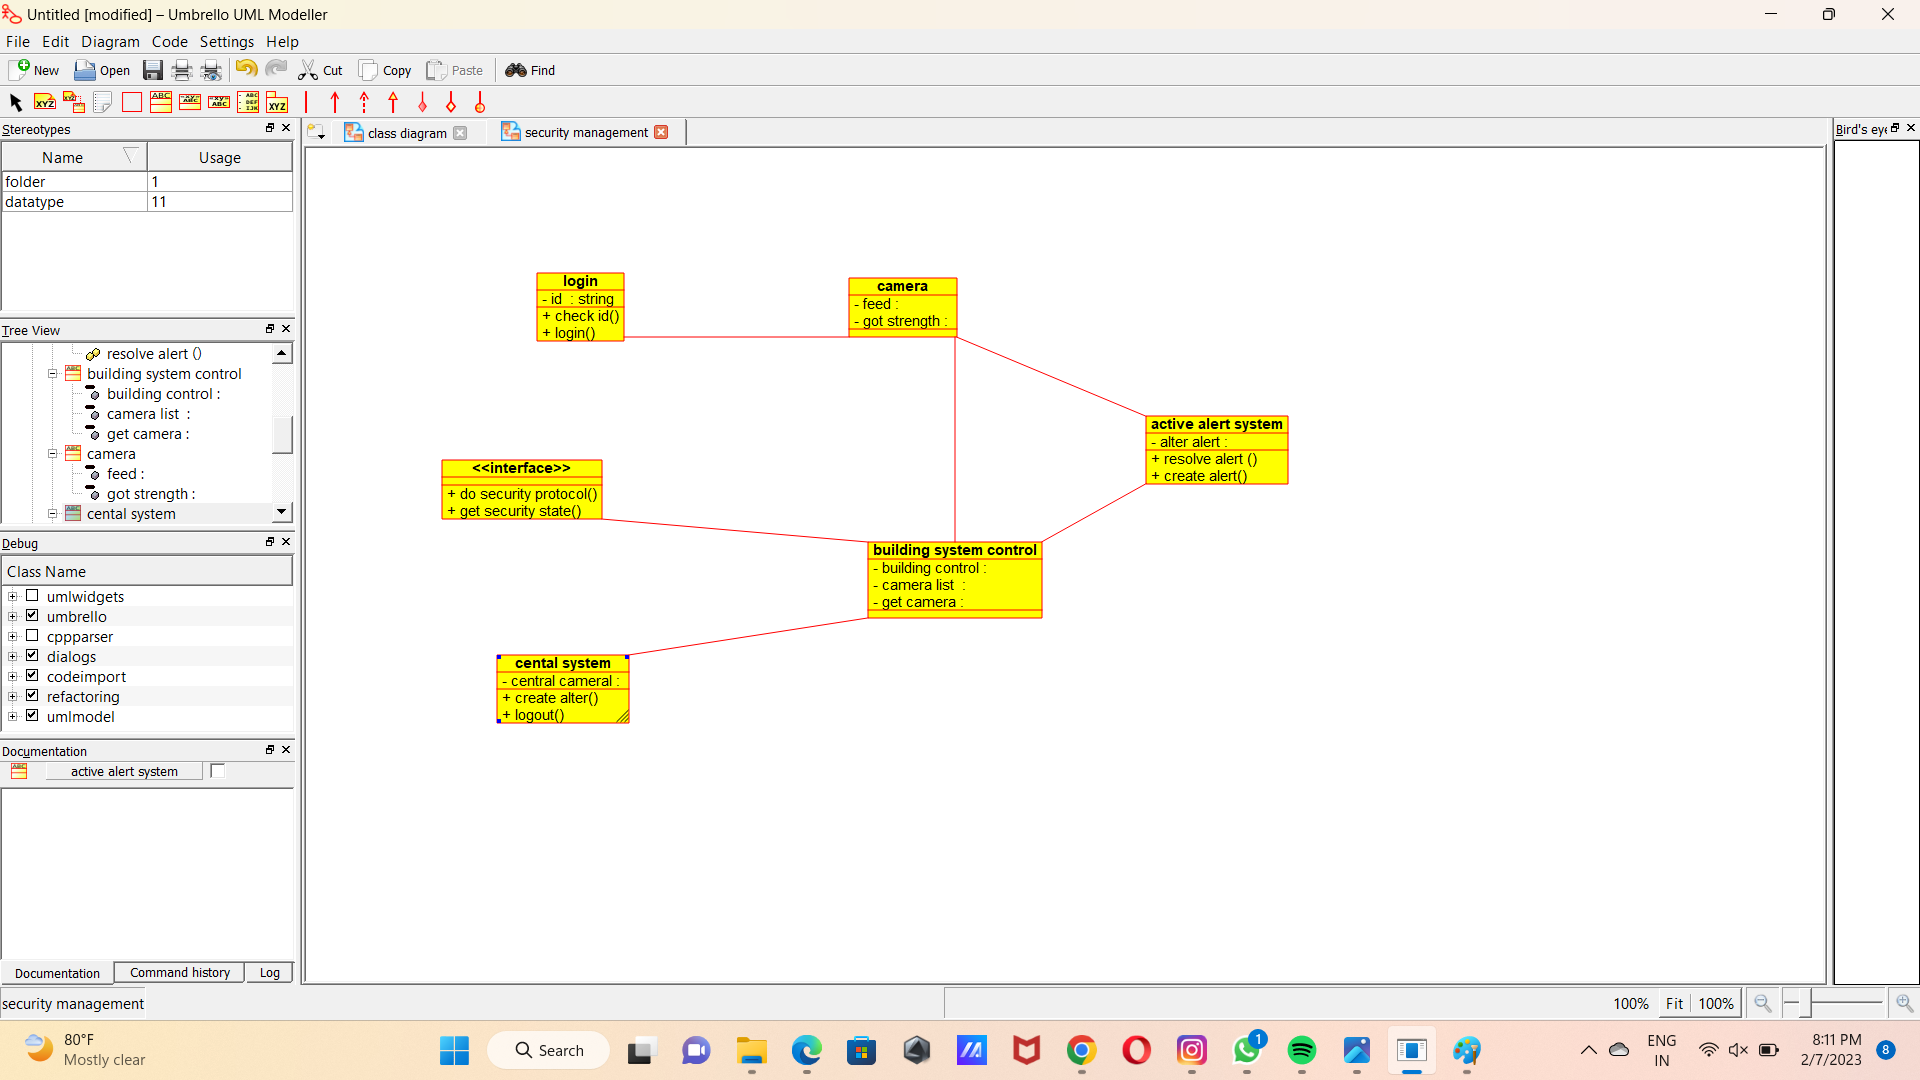 Untitled [modified] – Umbrello UML Modeller
File Edit Diagram Code Settings Help
New Open Cut Copy Paste Find
Stereotypes
Name Usage
folder 1
datatype 11
Tree View
resolve alert ()
building system control
building control :
camera list :
get camera :
camera
feed :
got strength :
cental system
Debug
Class Name
umlwidgets
umbrello
cppparser
dialogs
codeimport
refactoring
umlmodel
Documentation
active alert system
Documentation Command history Log
class diagram security management
login
- id : string
+ check id()
+ login()
camera
- feed :
- got strength :
active alert system
- alter alert :
+ resolve alert ()
+ create alert()
<<interface>>
+ do security protocol()
+ get security state()
building system control
- building control :
- camera list :
- get camera :
cental system
- central cameral :
+ create alter()
+ logout()
Bird's eye
security management
100% Fit 100%
80°F
Mostly clear
Search
1
ENG
IN
8:11 PM
2/7/2023
8